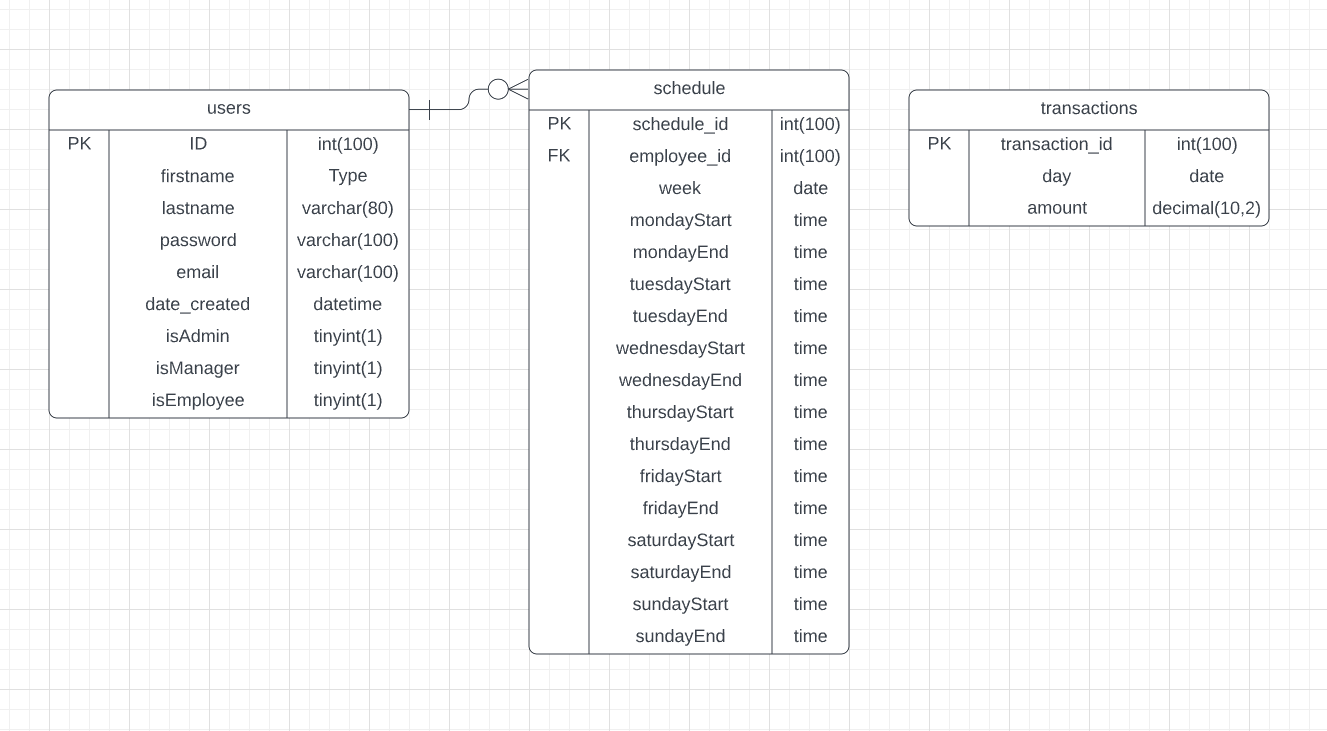 users
PK ID int(100)
firstname Type
lastname varchar(80)
password varchar(100)
email varchar(100)
date_created datetime
isAdmin tinyint(1)
isManager tinyint(1)
isEmployee tinyint(1)
schedule
PK schedule_id int(100)
FK employee_id int(100)
week date
mondayStart time
mondayEnd time
tuesdayStart time
tuesdayEnd time
wednesdayStart time
wednesdayEnd time
thursdayStart time
thursdayEnd time
fridayStart time
fridayEnd time
saturdayStart time
saturdayEnd time
sundayStart time
sundayEnd time
transactions
PK transaction_id int(100)
day date
amount decimal(10,2)